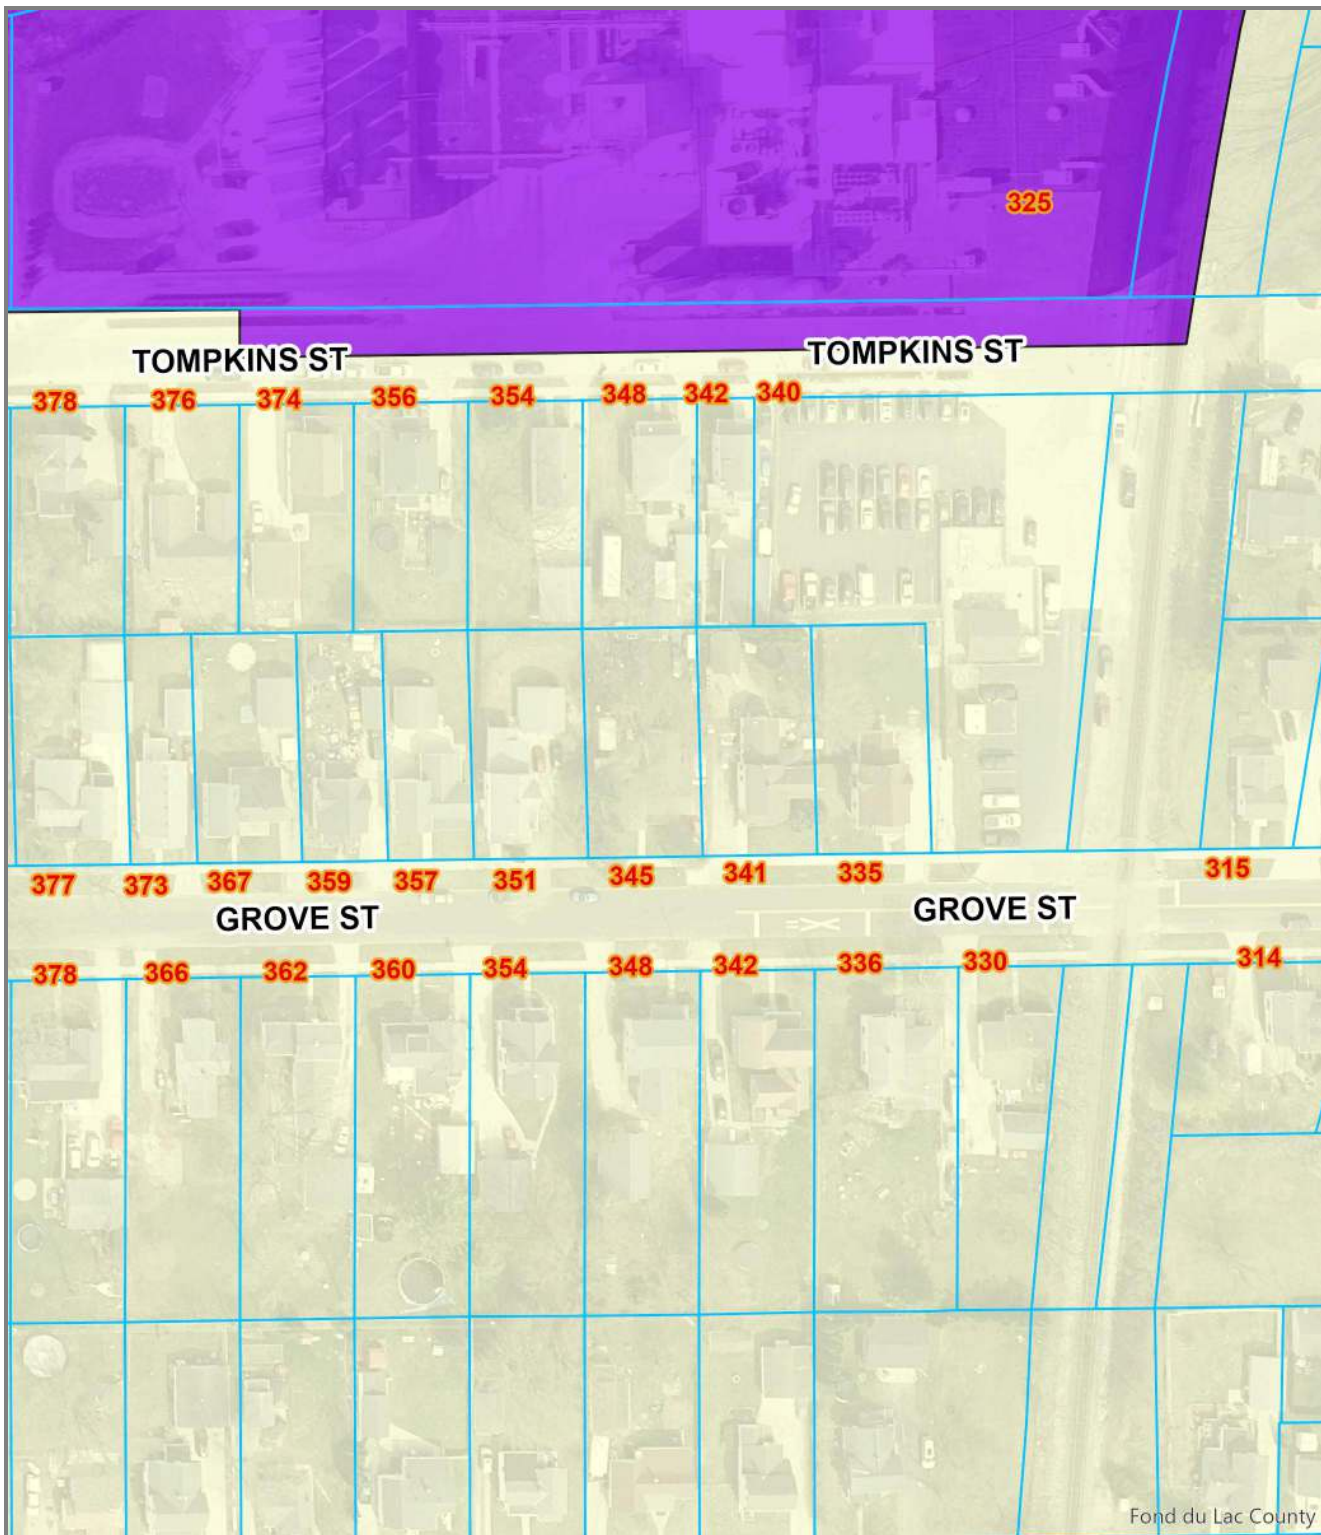 325
TOMPKINS ST TOMPKINS ST
378 376 374 356 354 348 342 340
377 373 367 359 357 351 345 341 335 315
GROVE ST GROVE ST
378 366 362 360 354 348 342 336 330 314
Fond du Lac County